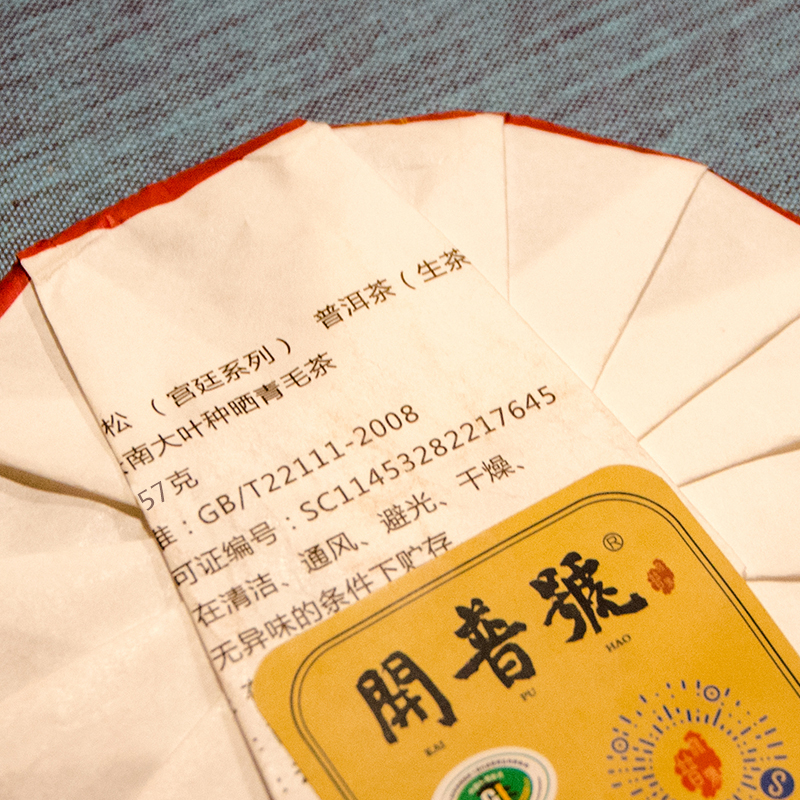 松（宫廷系列） 普洱茶（生茶
南大叶种晒青毛茶
57克
准：GB/T22111-2008
可证编号：SC11453282217645
在清洁、通风、避光、干燥、
无异味的条件下贮存
開普號®
KAI PU HAO